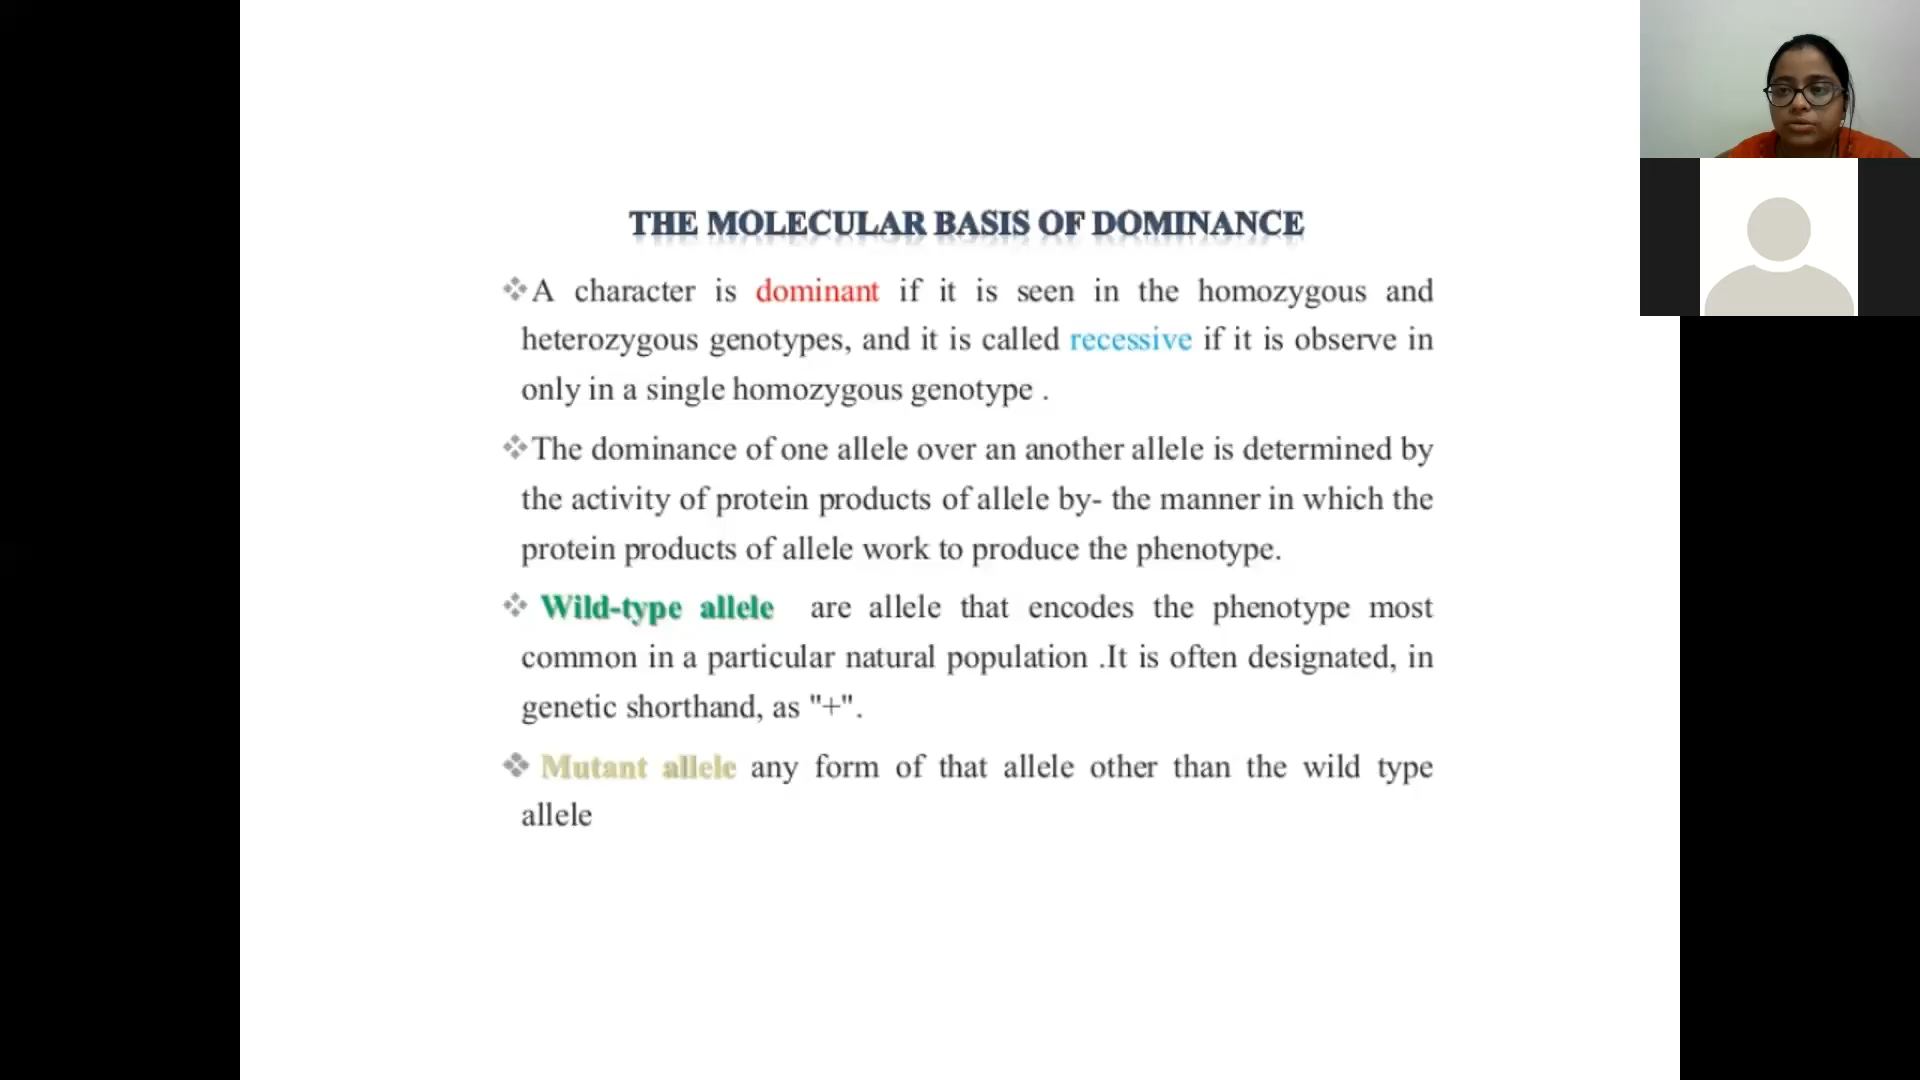 THE MOLECULAR BASIS OF DOMINANCE
❖A character is dominant if it is seen in the homozygous and
heterozygous genotypes, and it is called recessive if it is observe in
only in a single homozygous genotype .
❖The dominance of one allele over an another allele is determined by
the activity of protein products of allele by- the manner in which the
protein products of allele work to produce the phenotype.
❖ Wild-type allele are allele that encodes the phenotype most
common in a particular natural population .It is often designated, in
genetic shorthand, as "+".
❖ Mutant allele any form of that allele other than the wild type
allele